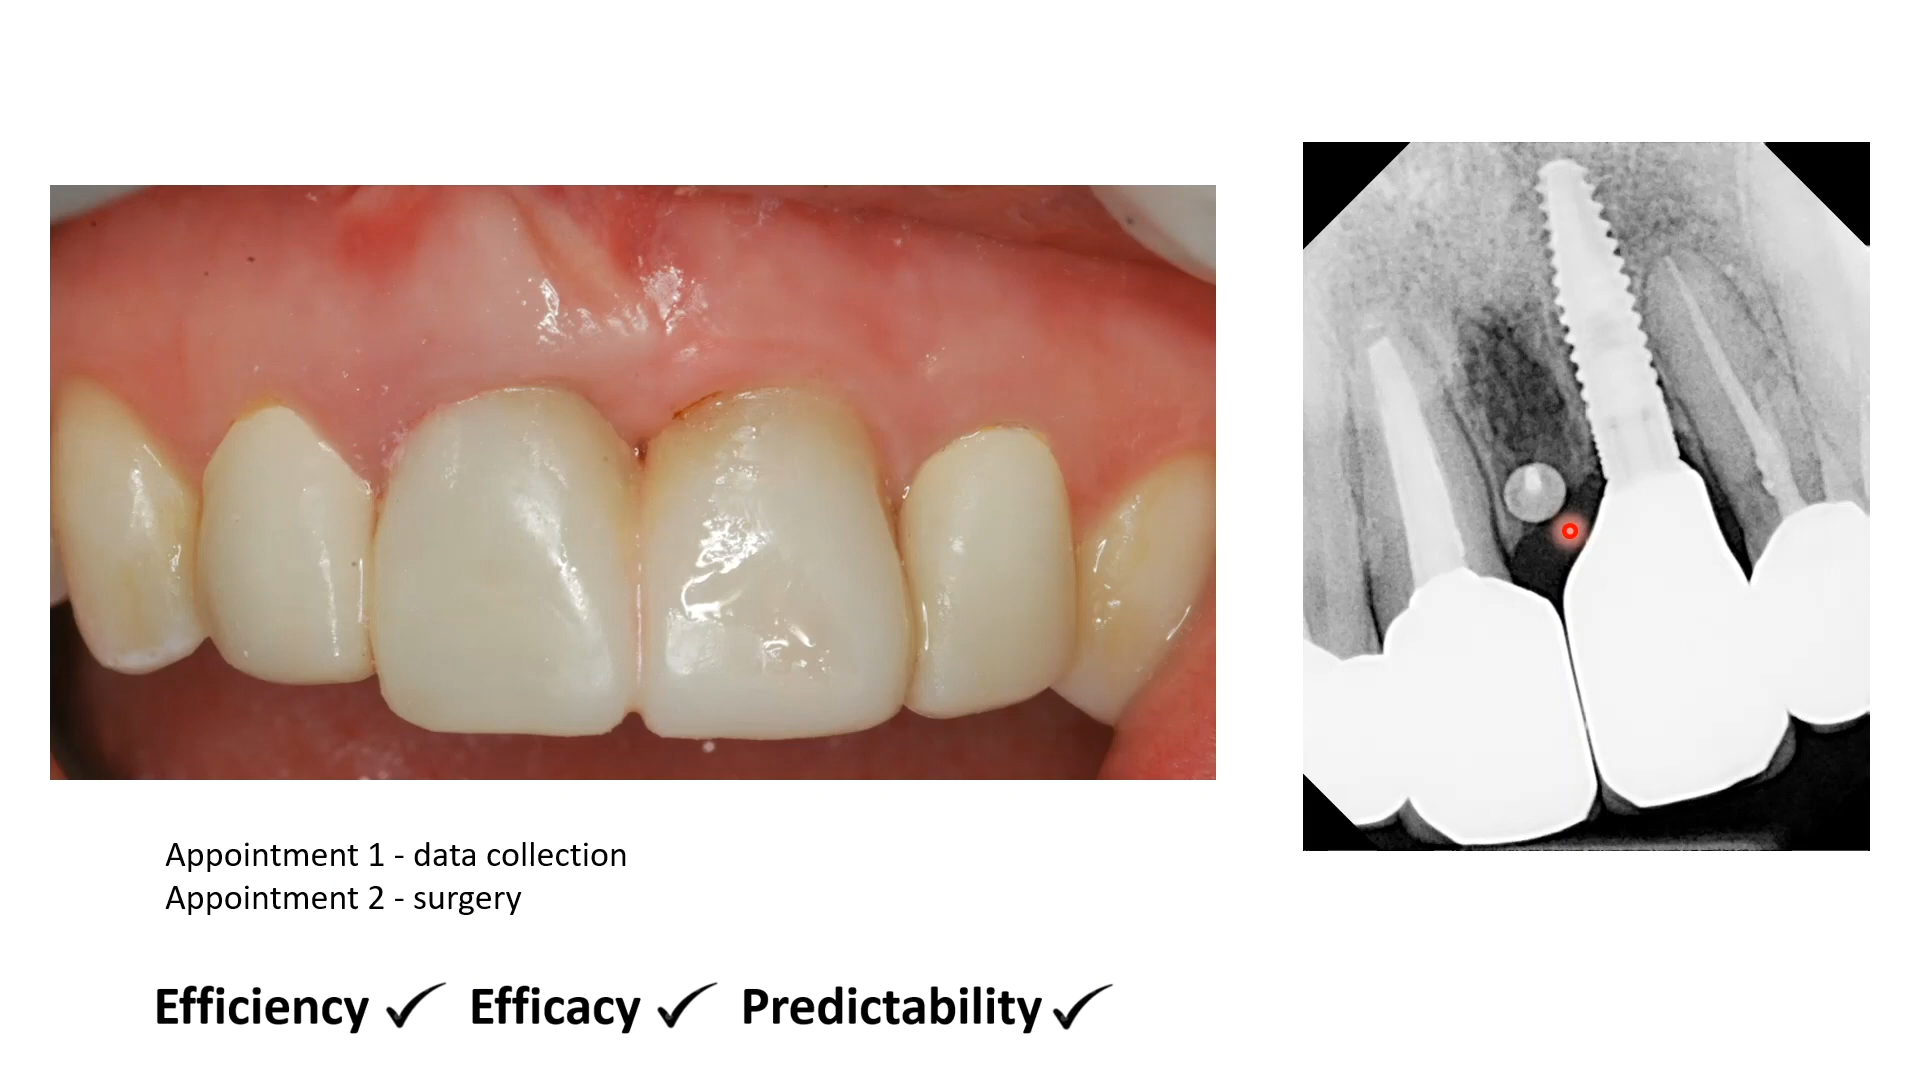 Appointment 1 - data collection
Appointment 2 - surgery
Efficiency ✓ Efficacy ✓ Predictability ✓